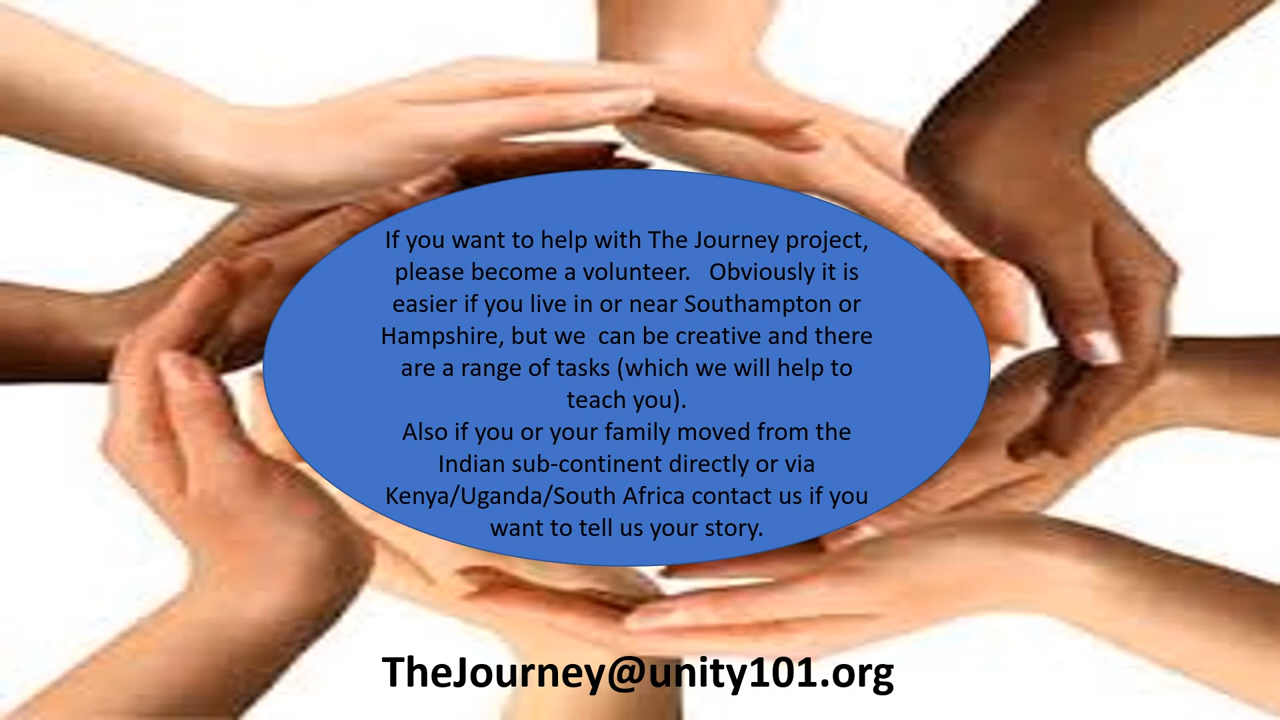 If you want to help with The Journey project,
please become a volunteer.   Obviously it is
easier if you live in or near Southampton or
Hampshire, but we  can be creative and there
are a range of tasks (which we will help to
teach you).
Also if you or your family moved from the
Indian sub-continent directly or via
Kenya/Uganda/South Africa contact us if you
want to tell us your story.
TheJourney@unity101.org